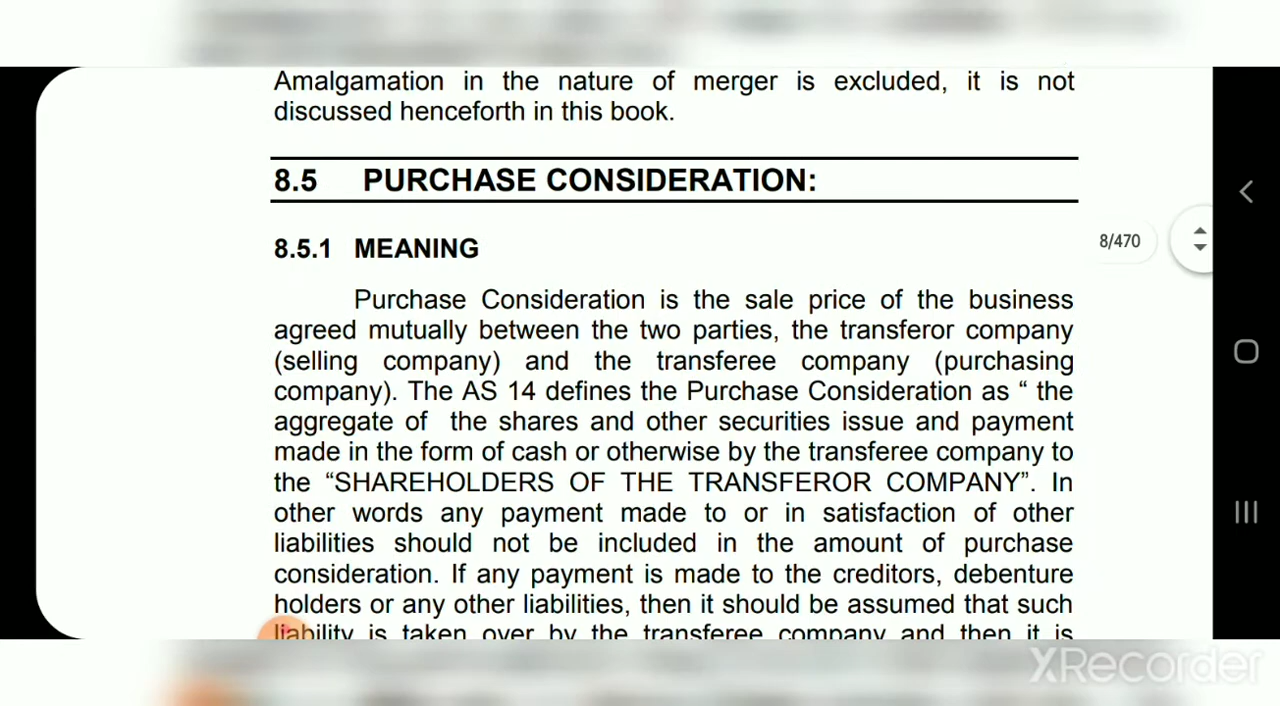 Amalgamation in the nature of merger is excluded, it is not
discussed henceforth in this book.
8.5 PURCHASE CONSIDERATION:
8.5.1 MEANING
8/470
Purchase Consideration is the sale price of the business
agreed mutually between the two parties, the transferor company
(selling company) and the transferee company (purchasing
company). The AS 14 defines the Purchase Consideration as “ the
aggregate of the shares and other securities issue and payment
made in the form of cash or otherwise by the transferee company to
the “SHAREHOLDERS OF THE TRANSFEROR COMPANY”. In
other words any payment made to or in satisfaction of other
liabilities should not be included in the amount of purchase
consideration. If any payment is made to the creditors, debenture
holders or any other liabilities, then it should be assumed that such
liability is taken over by the transferee company and then it is
XRecorder